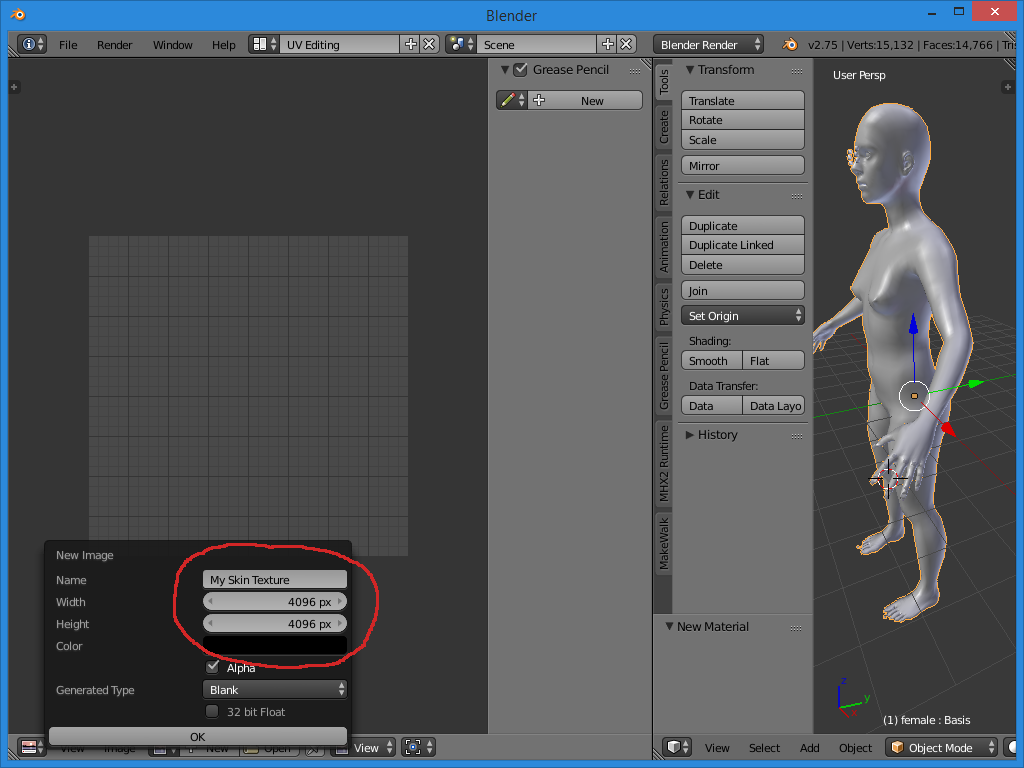 Blender
File Render Window Help UV Editing Scene Blender Render v2.75 | Verts:15,132 | Faces:14,766 |
Grease Pencil
New
Tools
Create
Relations
Animation
Physics
Grease Pencil
MHX2 Runtime
MakeWalk
Transform
Translate
Rotate
Scale
Mirror
Edit
Duplicate
Duplicate Linked
Delete
Join
Set Origin
Shading:
Smooth Flat
Data Transfer:
Data Data Layo
History
New Material
User Persp
z
y
(1) female : Basis
New Image
Name My Skin Texture
Width 4096 px
Height 4096 px
Color
Alpha
Generated Type Blank
32 bit Float
OK
View Image New Open View
View Select Add Object Object Mode